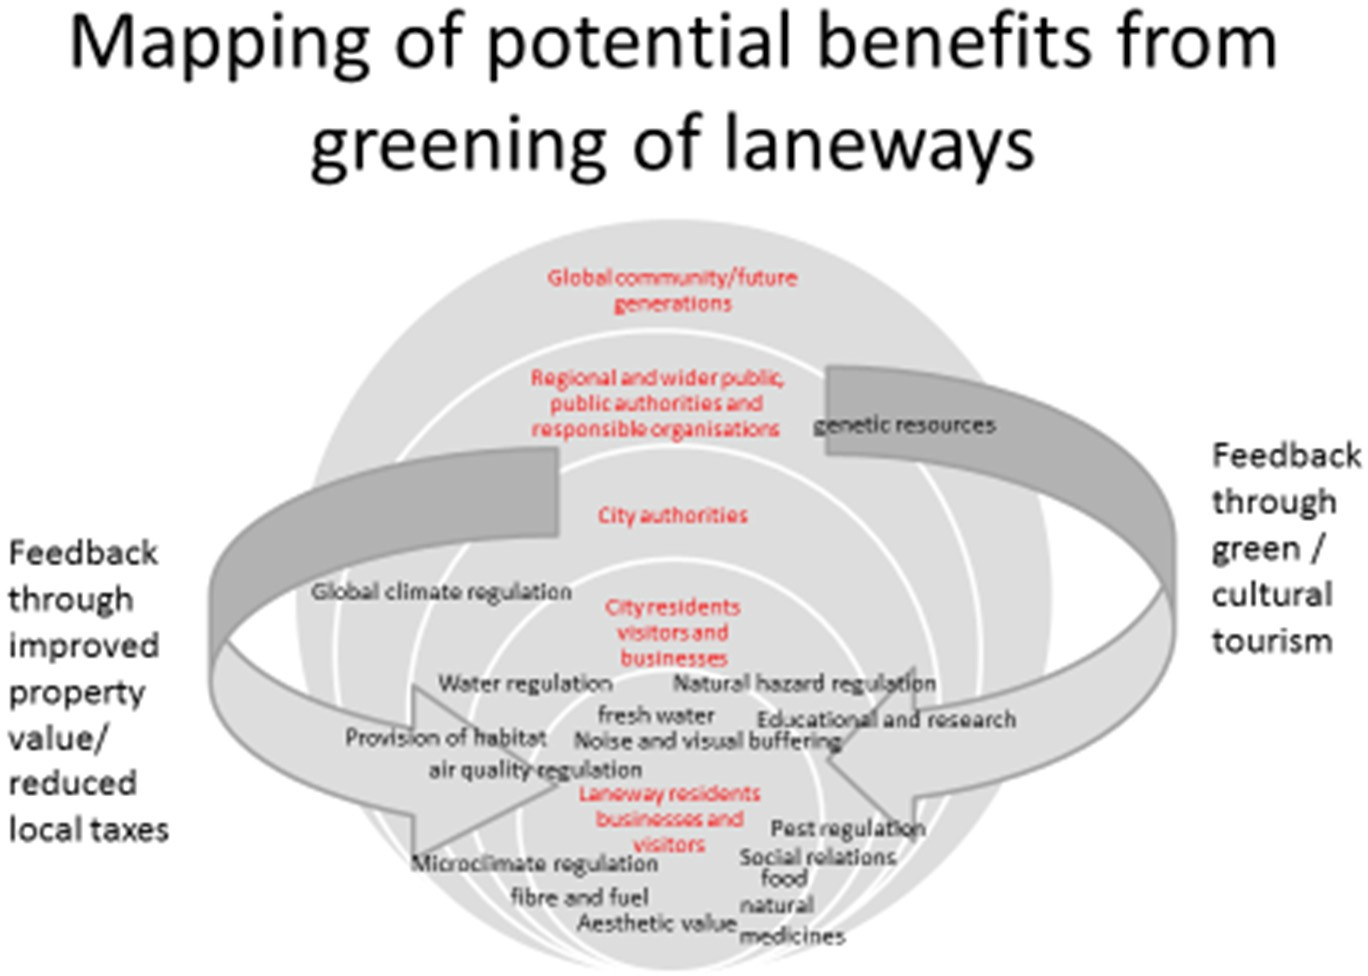 Mapping of potential benefits from
greening of laneways
Global community/future
generations
Regional and wider public,
public authorities and
responsible organisations
genetic resources
City authorities
Global climate regulation
City residents
visitors and
businesses
Water regulation
Natural hazard regulation
fresh water
Educational and research
Provision of habitat
Noise and visual buffering
air quality regulation
Laneway residents
businesses and
visitors
Pest regulation
Microclimate regulation
Social relations
food
fibre and fuel
natural
medicines
Aesthetic value
Feedback
through
improved
property
value/
reduced
local taxes
Feedback
through
green /
cultural
tourism